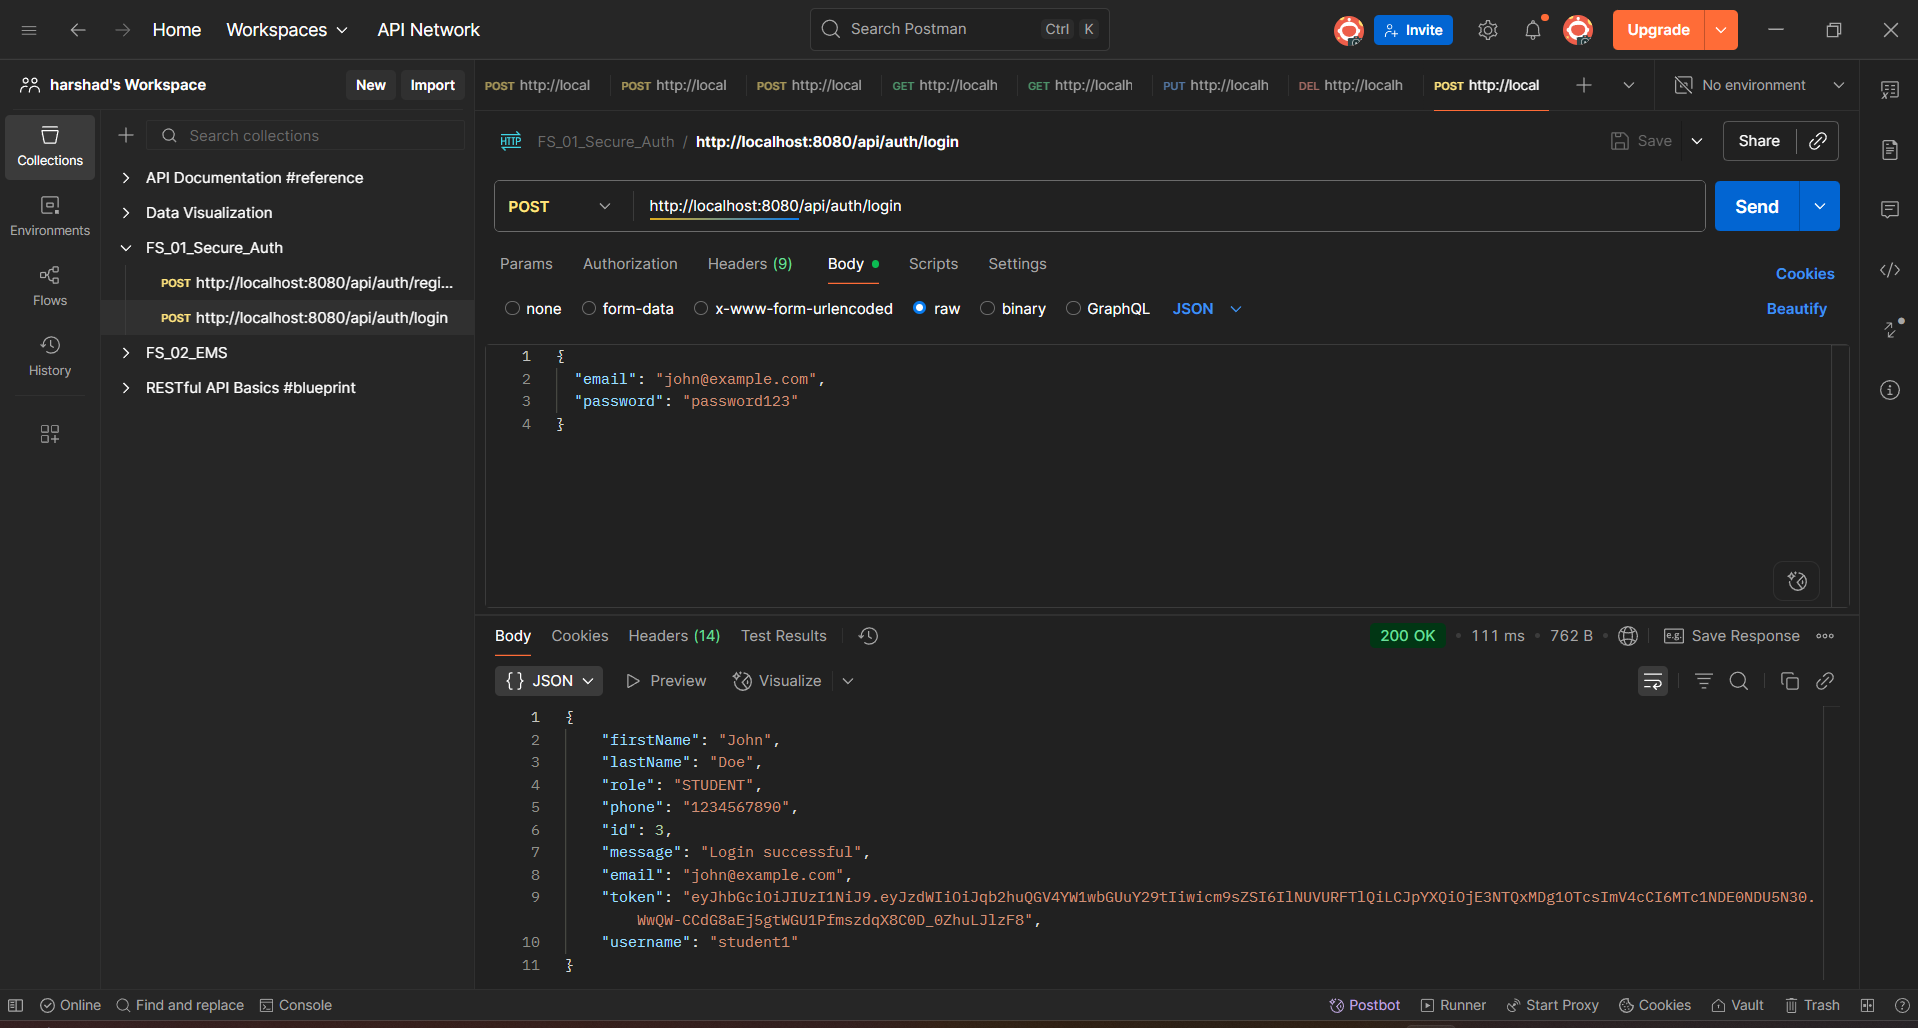 Home Workspaces API Network Search Postman Ctrl K Invite Upgrade
harshad's Workspace New Import
POST http://local POST http://local POST http://local GET http://localh GET http://localh PUT http://localh DEL http://localh POST http://local No environment
Collections
Environments
Flows
History
Search collections
API Documentation #reference
Data Visualization
FS_01_Secure_Auth
POST http://localhost:8080/api/auth/regi...
POST http://localhost:8080/api/auth/login
FS_02_EMS
RESTful API Basics #blueprint
HTTP FS_01_Secure_Auth / http://localhost:8080/api/auth/login Save Share
POST http://localhost:8080/api/auth/login Send
Params Authorization Headers (9) Body Scripts Settings Cookies
none form-data x-www-form-urlencoded raw binary GraphQL JSON Beautify
1 {
2 "email": "john@example.com",
3 "password": "password123"
4 }
Body Cookies Headers (14) Test Results 200 OK 111 ms 762 B e.g. Save Response
{} JSON Preview Visualize
1 {
2 "firstName": "John",
3 "lastName": "Doe",
4 "role": "STUDENT",
5 "phone": "1234567890",
6 "id": 3,
7 "message": "Login successful",
8 "email": "john@example.com",
9 "token": "eyJhbGciOiJIUzI1NiJ9.eyJzdWIiOiJqb2huQGV4YW1wbGUuY29tIiwicm9sZSI6IlNUVURFTlQiLCJpYXQiOjE3NTQxMDg1OTcsImV4cCI6MTc1NDE0NDU5N30.
WwQW-CCdG8aEj5gtWGU1PfmszdqX8C0D_0ZhuLJlzF8",
10 "username": "student1"
11 }
Online Find and replace Console Postbot Runner Start Proxy Cookies Vault Trash